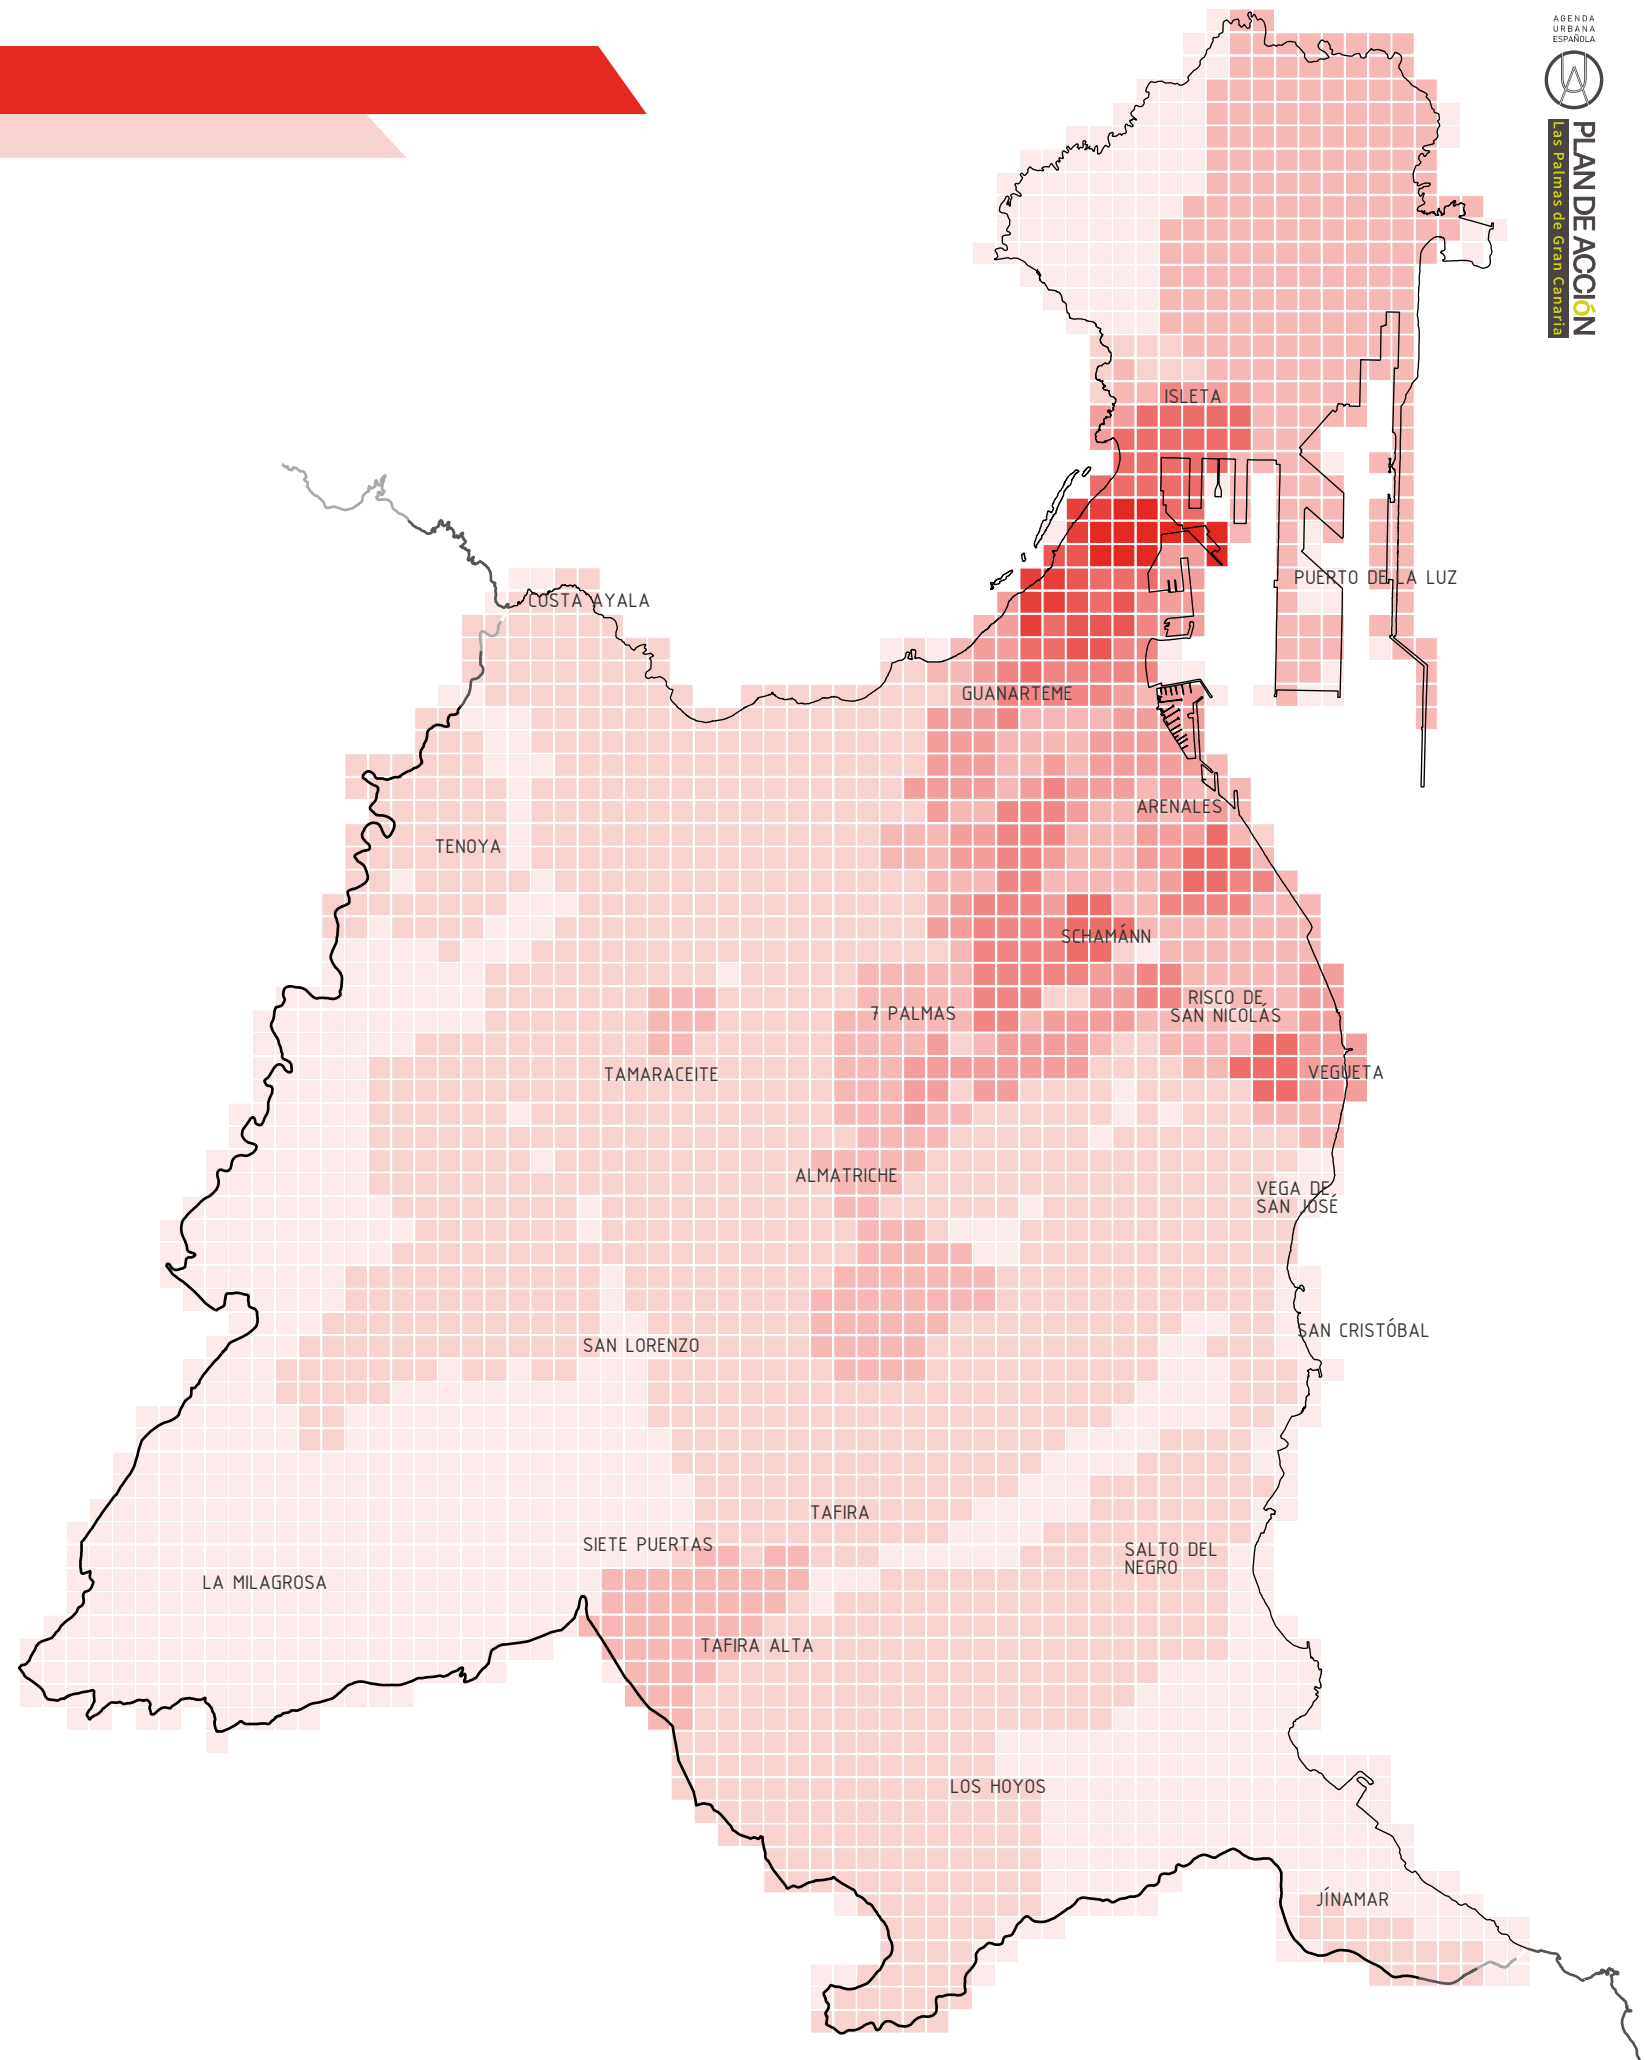 AGENDA
URBANA
ESPAÑOLA
PLAN DE ACCIÓN
Las Palmas de Gran Canaria
ISLETA
PUERTO DE LA LUZ
COSTA AYALA
GUANARTEME
ARENALES
TENOYA
SCHAMÁNN
RISCO DE
SAN NICOLÁS
7 PALMAS
TAMARACEITE
VEGUETA
ALMATRICHE
VEGA DE
SAN JOSÉ
SAN CRISTÓBAL
SAN LORENZO
TAFIRA
SIETE PUERTAS
SALTO DEL
NEGRO
LA MILAGROSA
TAFIRA ALTA
LOS HOYOS
JÍNAMAR